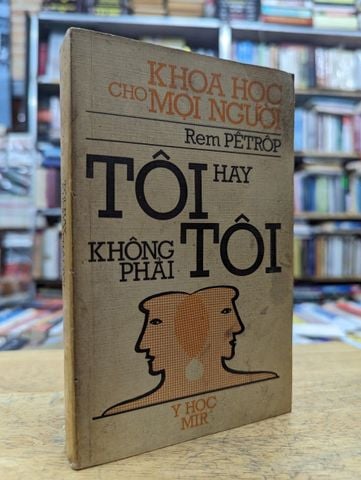 KHOA HỌC
CHO MỌI NGƯỜI
Rem PÊTRÔP
TÔI HAY
KHÔNG
PHẢI TÔI
Y HỌC
MIR